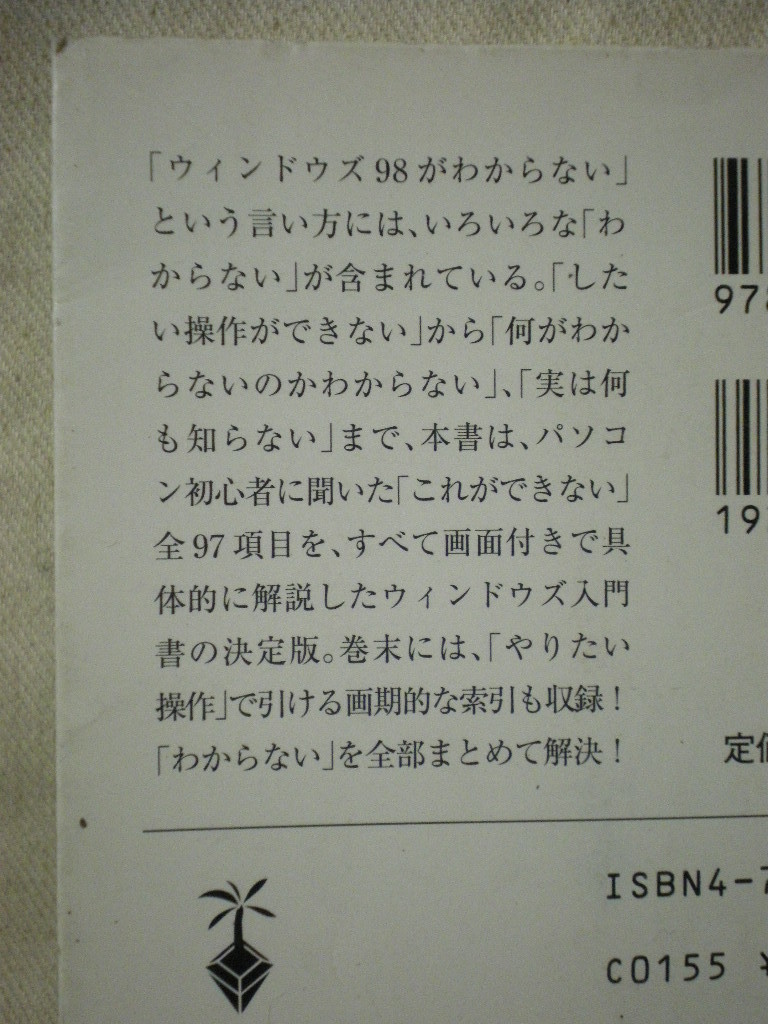 「ウィンドウズ98がわからない」
という言い方には、いろいろな「わ
からない」が含まれている。「した
い操作ができない」から「何がわか
らないのかわからない」、「実は何
も知らない」まで、本書は、パソコ
ン初心者に聞いた「これができない」
全97項目を、すべて画面付きで具
体的に解説したウィンドウズ入門
書の決定版。巻末には、「やりたい
操作」で引ける画期的な索引も収録！
「わからない」を全部まとめて解決！
97
19
定価
ISBN4-7
C0155 ¥